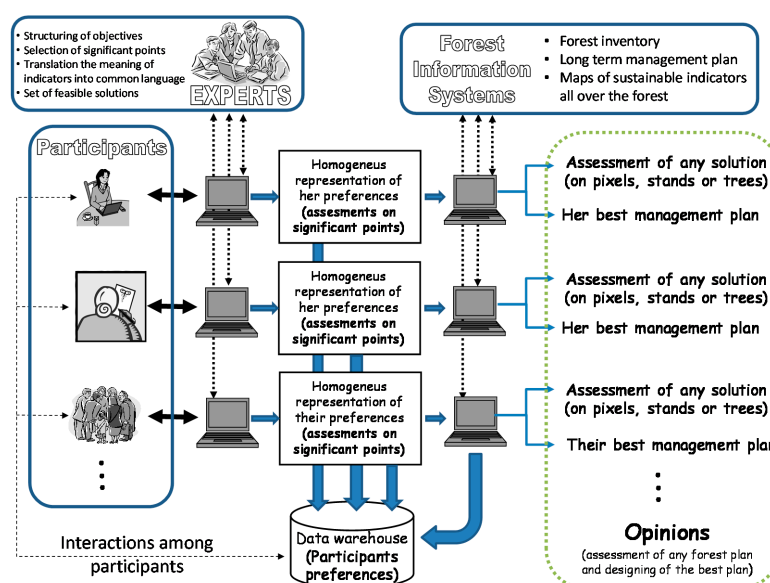 • Structuring of objectives
• Selection of significant points
• Translation the meaning of
indicators into common language
• Set of feasible solutions
EXPERTS
Forest
Information
Systems
▪ Forest inventory
▪ Long term management plan
▪ Maps of sustainable indicators
all over the forest
Participants
Homogeneus
representation of
her preferences
(assesments on
significant points)
Assessment of any solution
(on pixels, stands or trees)
Her best management plan
Homogeneus
representation of
her preferences
(assesments on
significant points)
Assessment of any solution
(on pixels, stands or trees)
Her best management plan
Homogeneus
representation of
their preferences
(assesments on
significant points)
Assessment of any solution
(on pixels, stands or trees)
Their best management plan
Interactions among
participants
Data warehouse
(Participants
preferences)
Opinions
(assessment of any forest plan
and designing of the best plan)